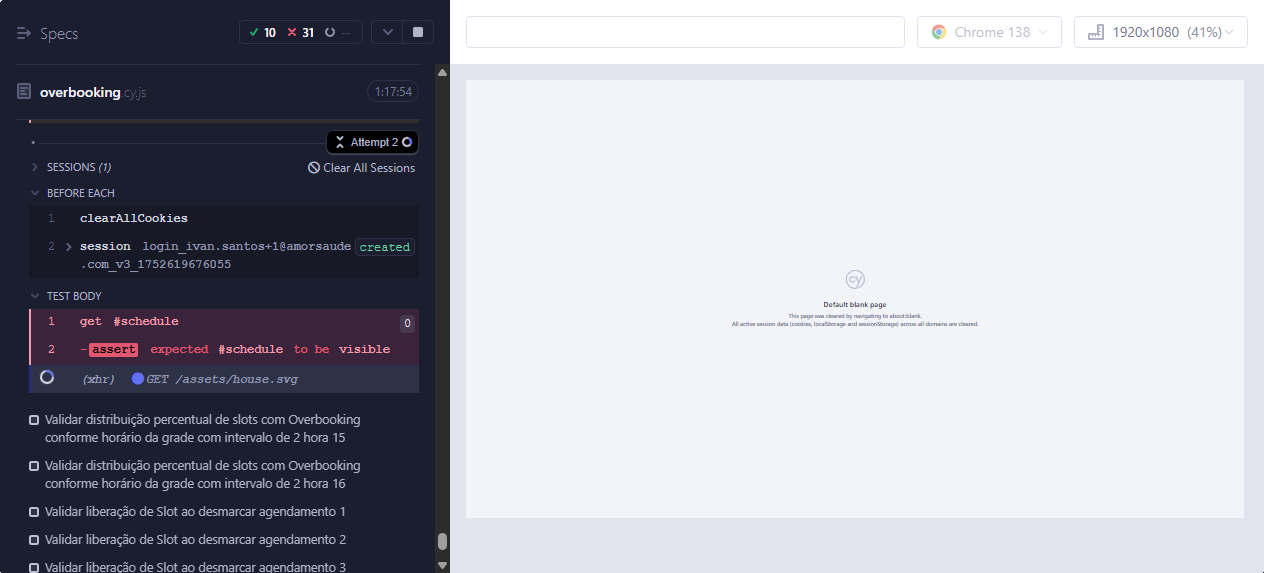 Specs
10
31
--
Chrome 138
1920x1080 (41%)
overbooking.cy.js
1:17:54
Attempt 2
SESSIONS (1)
Clear All Sessions
BEFORE EACH
1 clearAllCookies
2 session login_ivan.santos+1@amorsaude
.com_v3_1752619676055
created
TEST BODY
1 get #schedule
0
2 -assert expected #schedule to be visible
(xhr) GET /assets/house.svg
Validar distribuição percentual de slots com Overbooking
conforme horário da grade com intervalo de 2 hora 15
Validar distribuição percentual de slots com Overbooking
conforme horário da grade com intervalo de 2 hora 16
Validar liberação de Slot ao desmarcar agendamento 1
Validar liberação de Slot ao desmarcar agendamento 2
Validar liberação de Slot ao desmarcar agendamento 3
cy
Default blank page
This page was cleared by navigating to about:blank.
All active session data (cookies, localStorage and sessionStorage) across all domains are cleared.